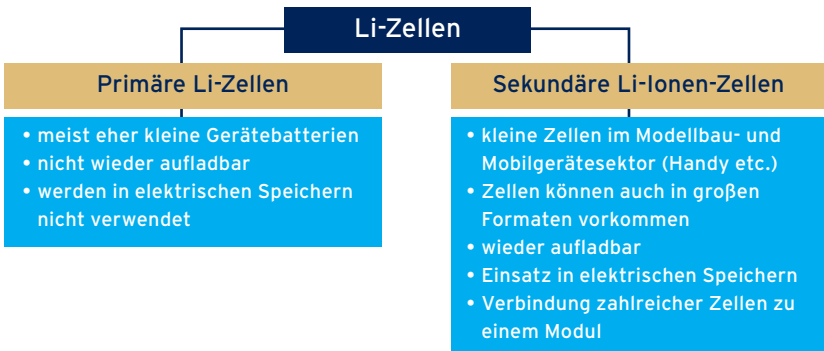 Li-Zellen
Primäre Li-Zellen
• meist eher kleine Gerätebatterien
• nicht wieder aufladbar
• werden in elektrischen Speichern
nicht verwendet
Sekundäre Li-Ionen-Zellen
• kleine Zellen im Modellbau- und
Mobilgerätesektor (Handy etc.)
• Zellen können auch in großen
Formaten vorkommen
• wieder aufladbar
• Einsatz in elektrischen Speichern
• Verbindung zahlreicher Zellen zu
einem Modul